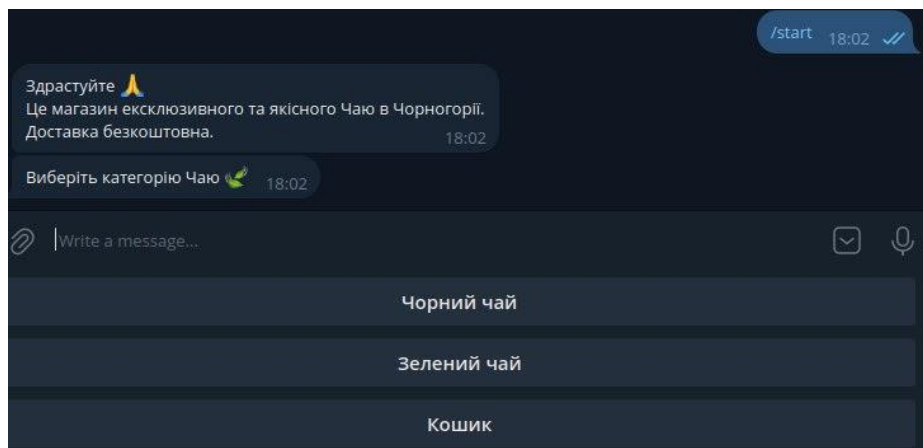 /start 18:02
Здрастуйте 🙏
Це магазин ексклюзивного та якісного Чаю в Чорногорії.
Доставка безкоштовна.
18:02
Виберіть категорію Чаю 🌿 18:02
Write a message...
Чорний чай
Зелений чай
Кошик